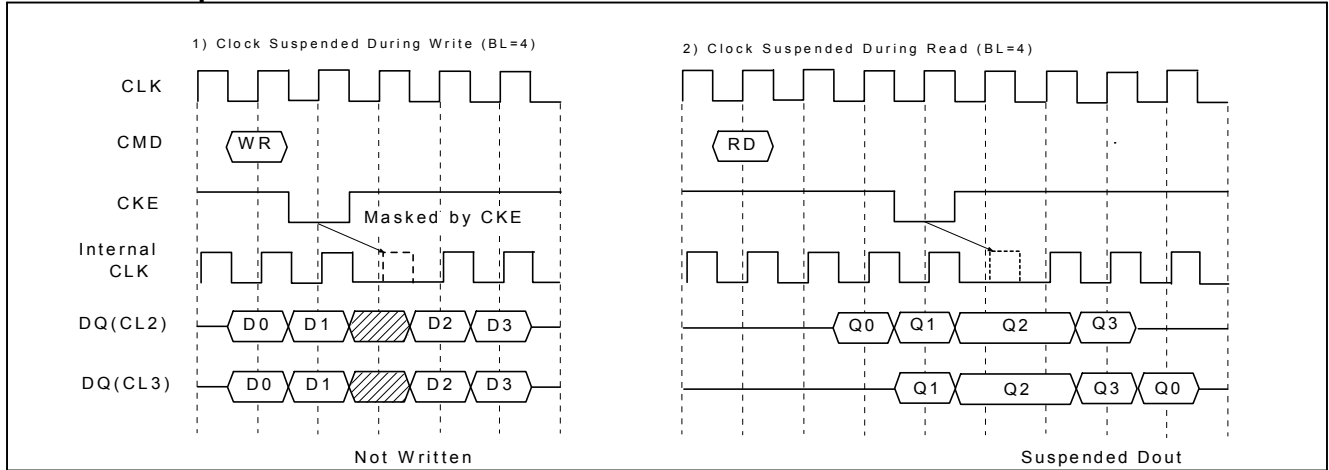 1) Clock Suspended During Write (BL=4)
2) Clock Suspended During Read (BL=4)
CLK
CMD
WR
RD
CKE
Masked by CKE
Internal
CLK
DQ(CL2)
D0 D1 D2 D3
Q0 Q1 Q2 Q3
DQ(CL3)
D0 D1 D2 D3
Q1 Q2 Q3 Q0
Not Written
Suspended Dout